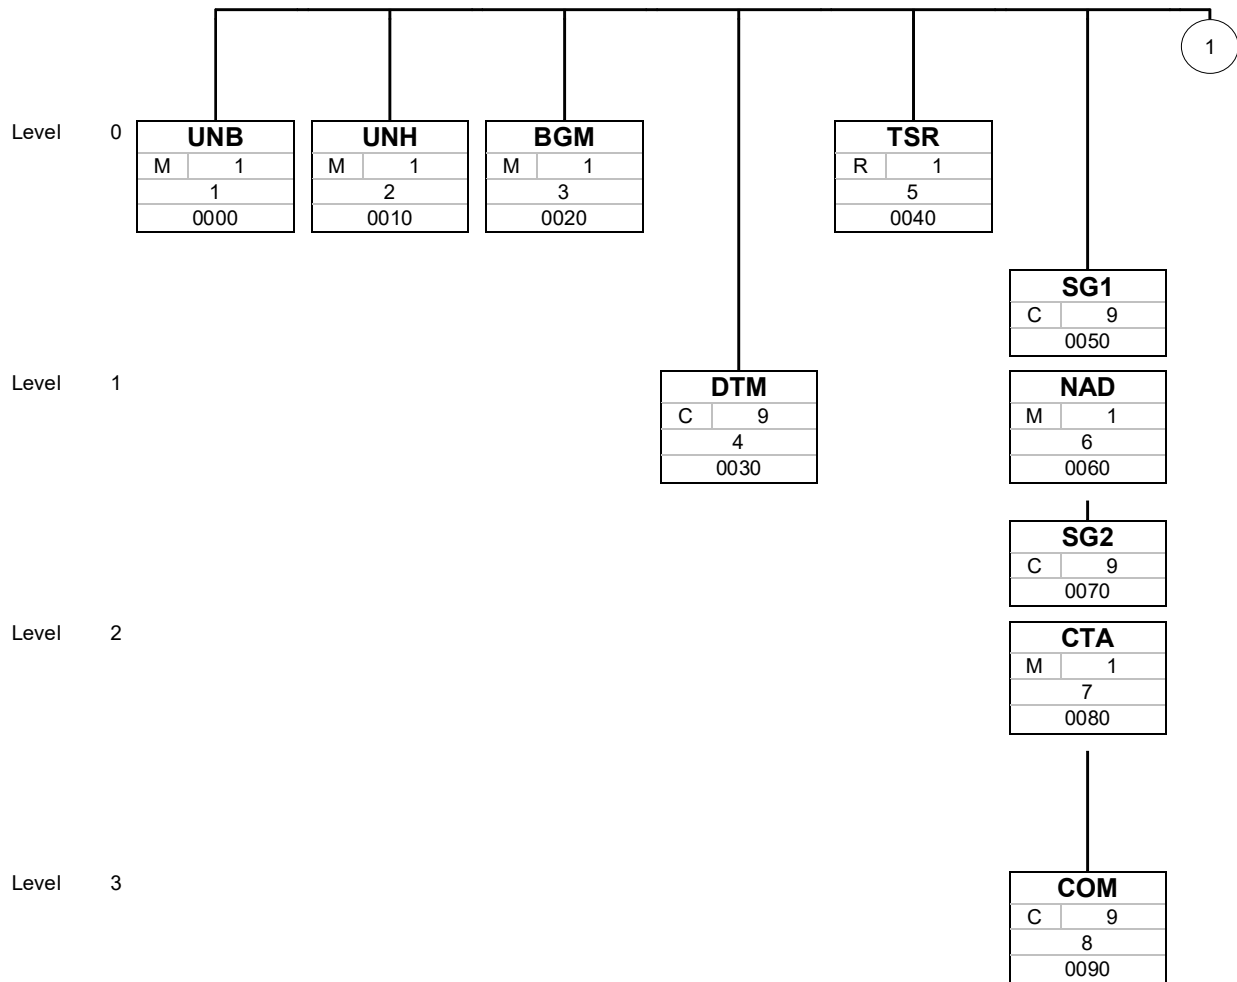 1
Level 0
UNB
M 1
1
0000
UNH
M 1
2
0010
BGM
M 1
3
0020
TSR
R 1
5
0040
SG1
C 9
0050
Level 1
DTM
C 9
4
0030
NAD
M 1
6
0060
SG2
C 9
0070
Level 2
CTA
M 1
7
0080
Level 3
COM
C 9
8
0090